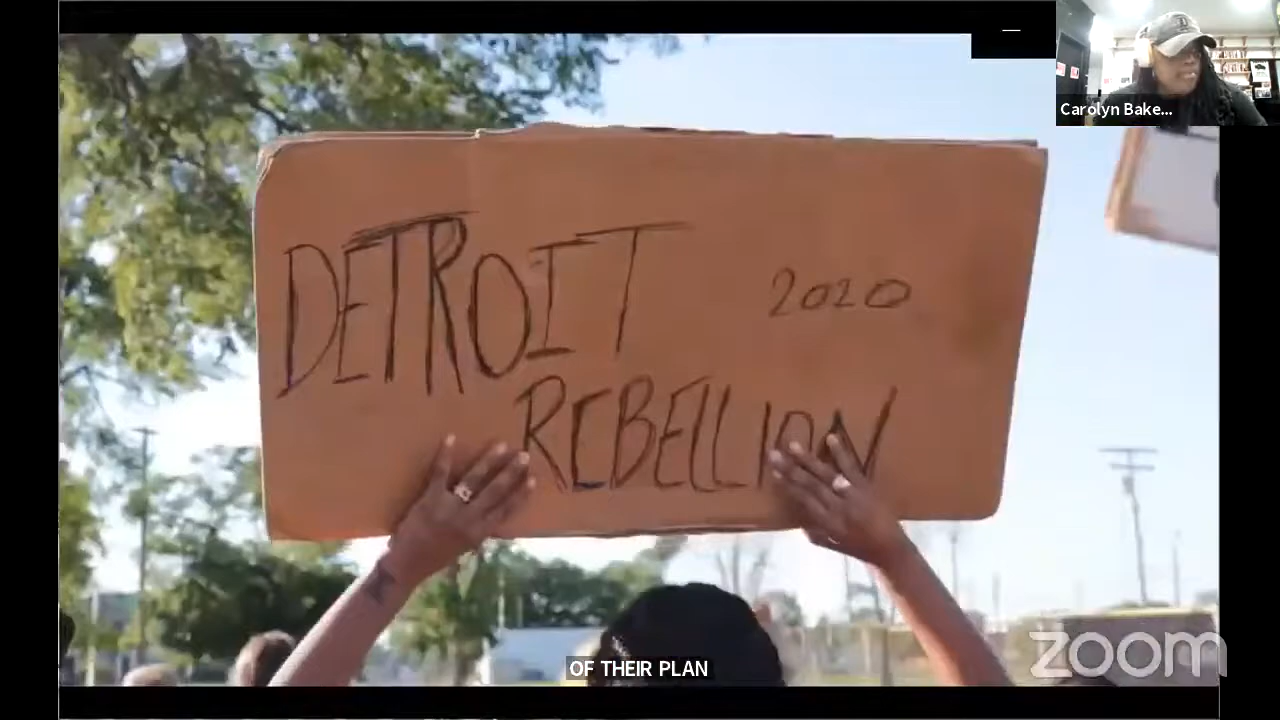 Carolyn Bake...
DETROIT
2020
REBELLION
OF THEIR PLAN
zoom